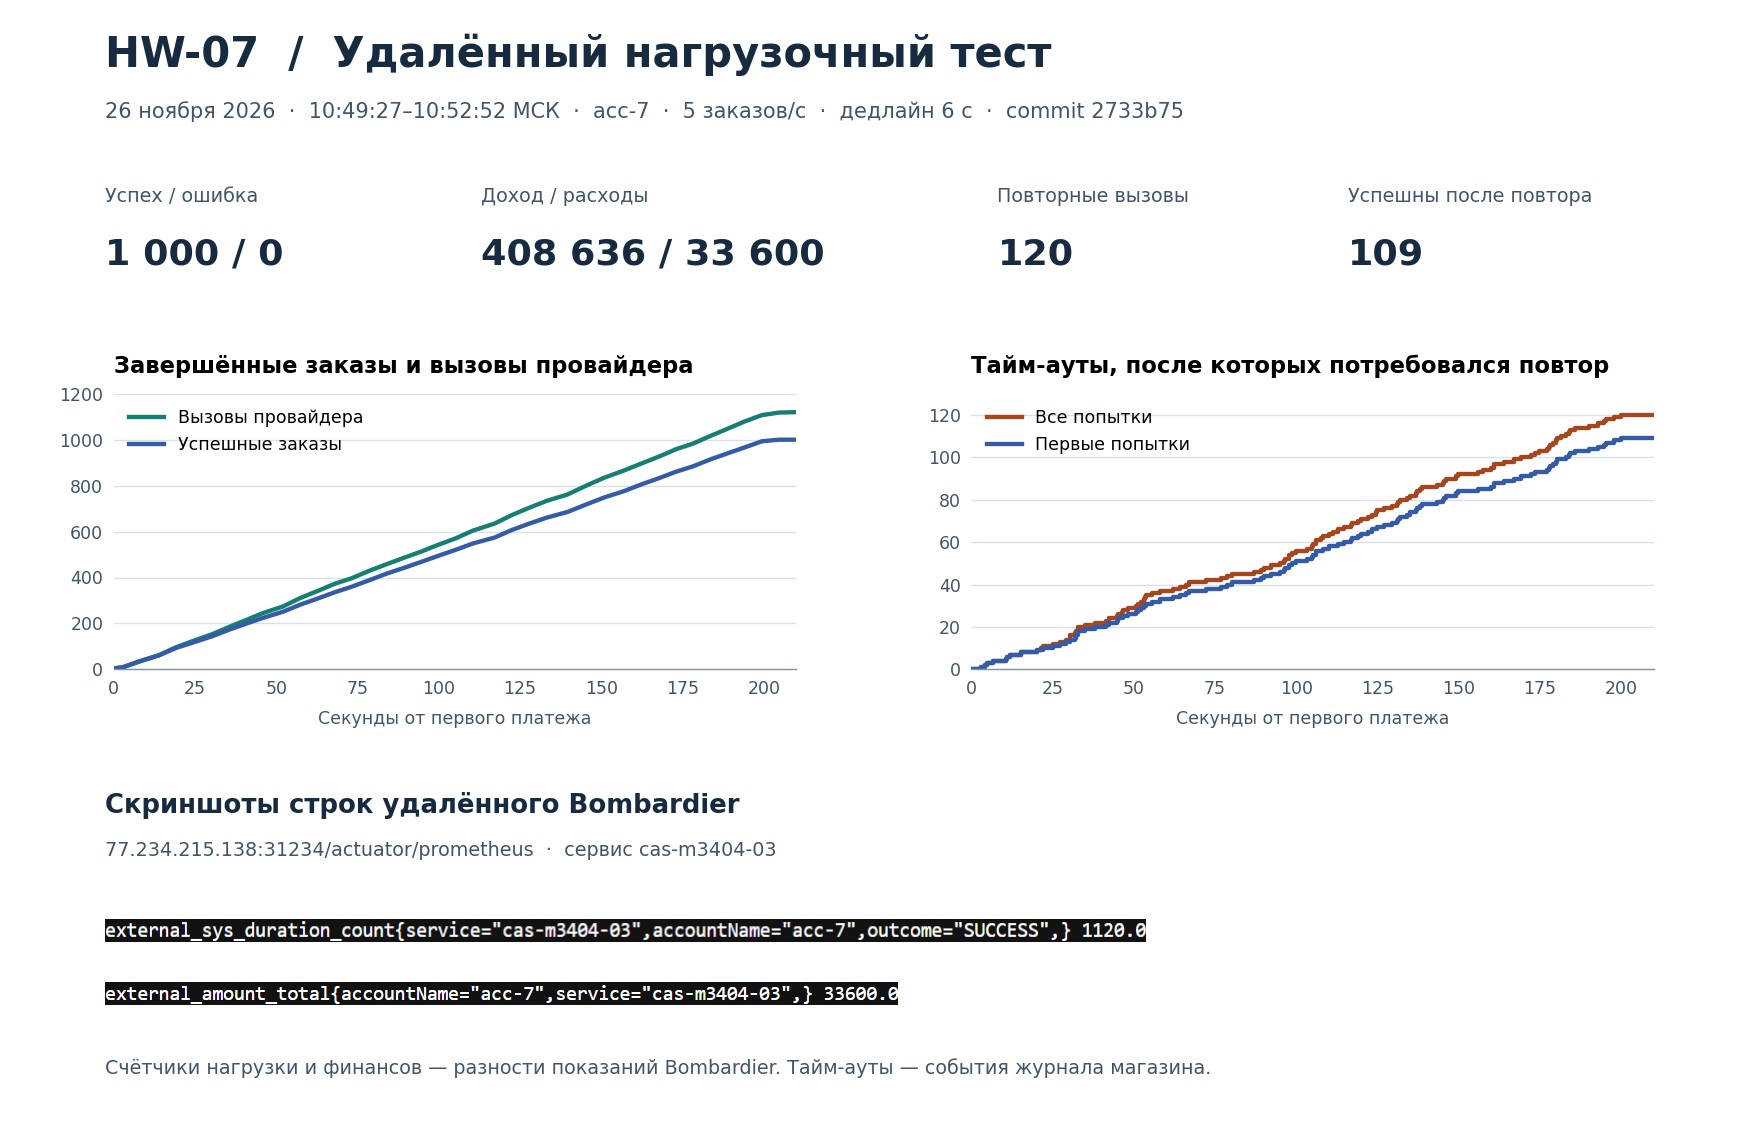 HW-07 / Удалённый нагрузочный тест
26 ноября 2026 · 10:49:27–10:52:52 МСК · acc-7 · 5 заказов/с · дедлайн 6 с · commit 2733b75
Успех / ошибка
1 000 / 0
Доход / расходы
408 636 / 33 600
Повторные вызовы
120
Успешны после повтора
109
Завершённые заказы и вызовы провайдера
Вызовы провайдера
Успешные заказы
1200
1000
800
600
400
200
0
0 25 50 75 100 125 150 175 200
Секунды от первого платежа
Тайм-ауты, после которых потребовался повтор
Все попытки
Первые попытки
120
100
80
60
40
20
0
0 25 50 75 100 125 150 175 200
Секунды от первого платежа
Скриншоты строк удалённого Bombardier
77.234.215.138:31234/actuator/prometheus · сервис cas-m3404-03
external_sys_duration_count{service="cas-m3404-03",accountName="acc-7",outcome="SUCCESS",} 1120.0
external_amount_total{accountName="acc-7",service="cas-m3404-03",} 33600.0
Счётчики нагрузки и финансов — разности показаний Bombardier. Тайм-ауты — события журнала магазина.